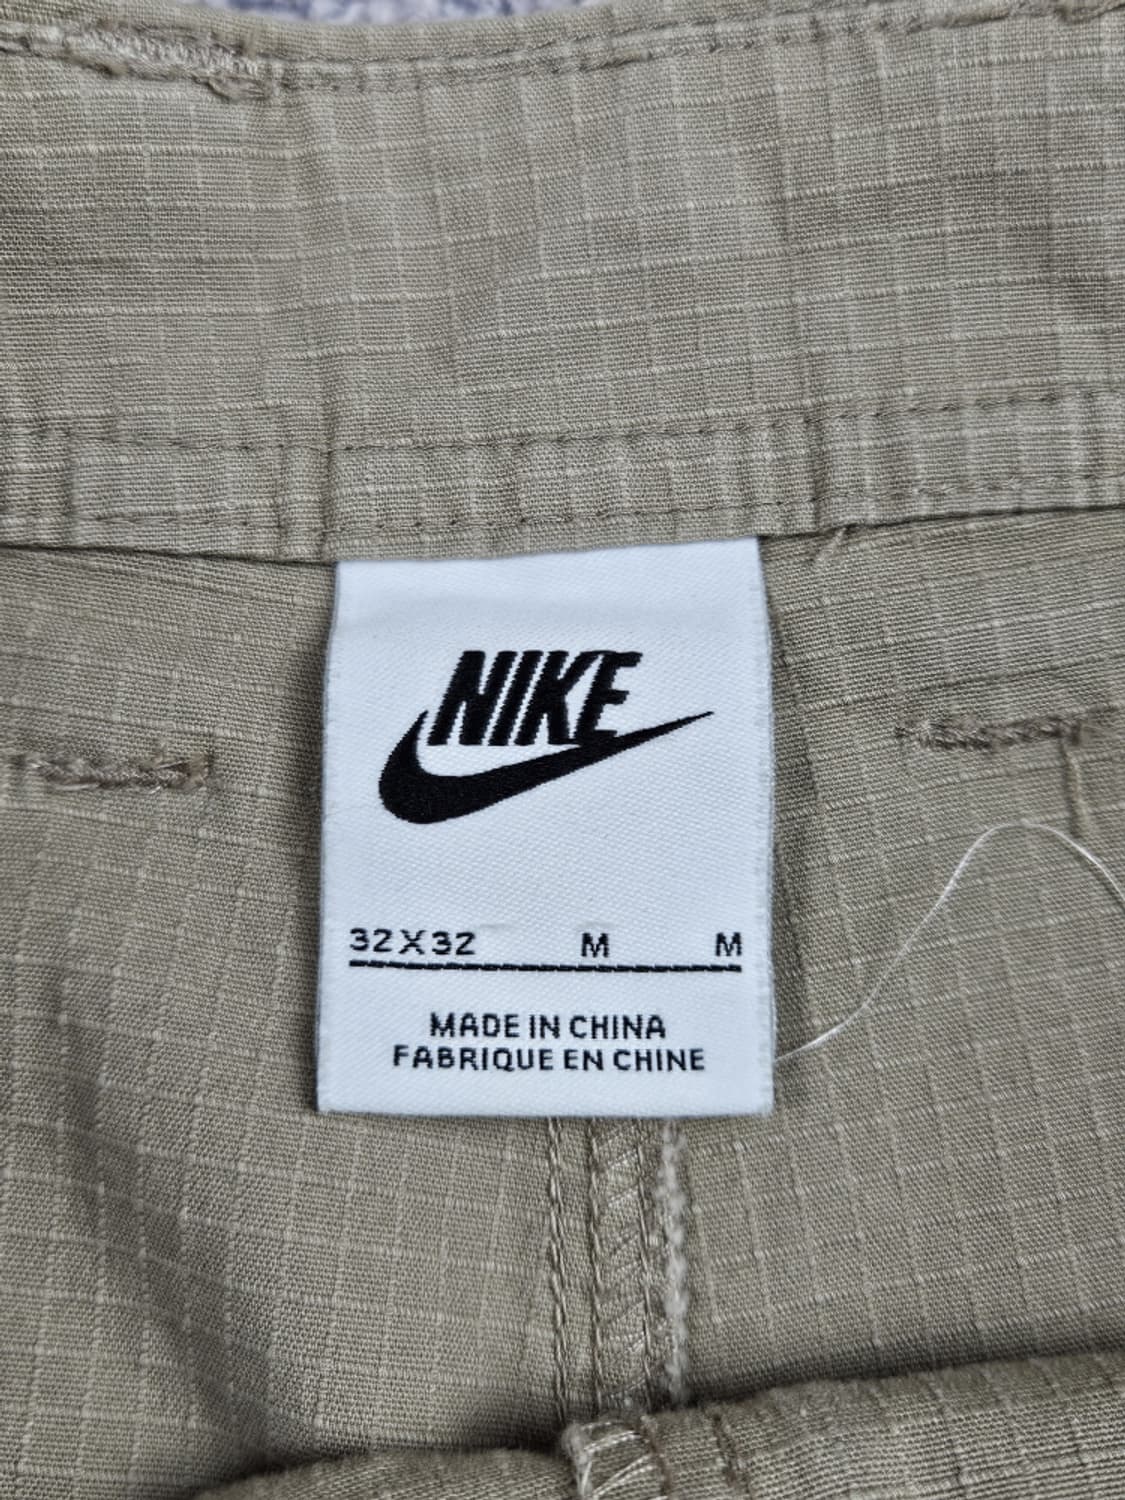 NIKE
32X32 M M
MADE IN CHINA
FABRIQUE EN CHINE